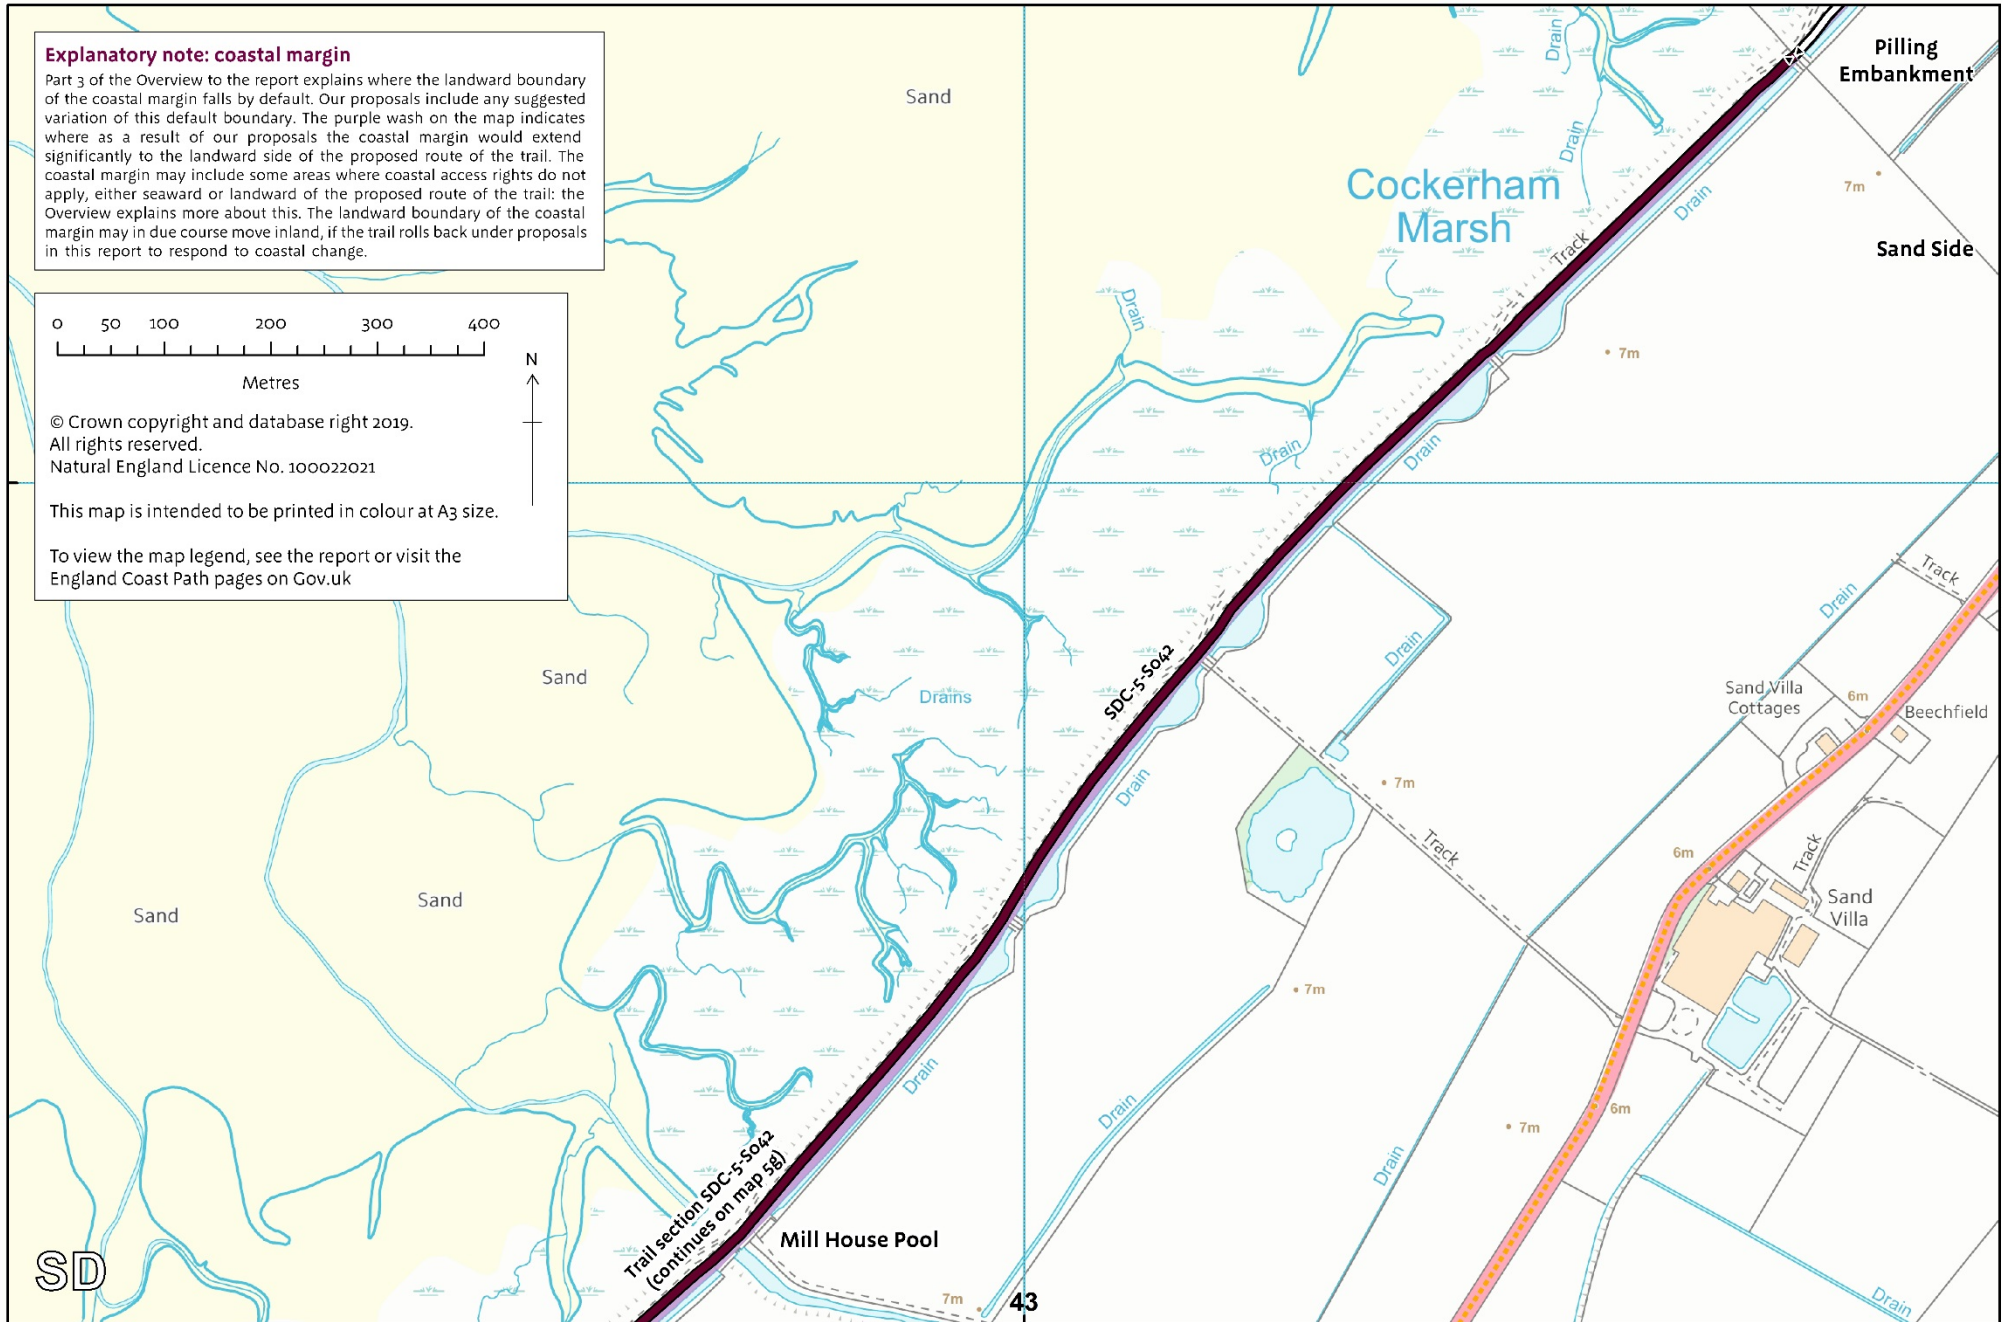 Explanatory note: coastal margin
Part 3 of the Overview to the report explains where the landward boundary
of the coastal margin falls by default. Our proposals include any suggested
variation of this default boundary. The purple wash on the map indicates
where as a result of our proposals the coastal margin would extend
significantly to the landward side of the proposed route of the trail. The
coastal margin may include some areas where coastal access rights do not
apply, either seaward or landward of the proposed route of the trail: the
Overview explains more about this. The landward boundary of the coastal
margin may in due course move inland, if the trail rolls back under proposals
in this report to respond to coastal change.
0 50 100 200 300 400
Metres
N
© Crown copyright and database right 2019.
All rights reserved.
Natural England Licence No. 100022021
This map is intended to be printed in colour at A3 size.
To view the map legend, see the report or visit the
England Coast Path pages on Gov.uk
Sand
Drain
Pilling
Embankment
Drain
Cockerham
Marsh
7m
Drain
Track
Sand Side
Drain
7m
Drain
Drain
Track
Drain
Drain
Sand
SDC-5-S042
Drains
Sand Villa
Cottages
6m
Beechfield
Drain
7m
Track
6m
Track
Sand
Villa
Sand
Sand
7m
Drain
Drain
6m
7m
Drain
Trail section SDC-5-S042
(continues on map 5g)
Mill House Pool
SD
7m
43
Drain